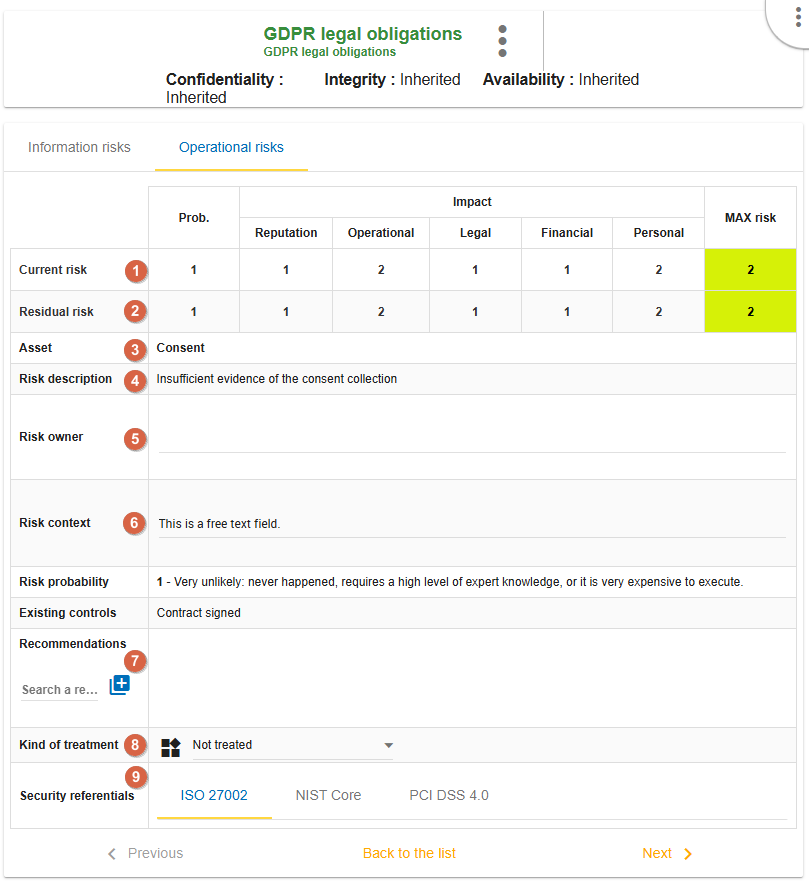 GDPR legal obligations
GDPR legal obligations
Confidentiality : Integrity : Inherited Availability : Inherited
Inherited
Information risks Operational risks
Prob. Impact MAX risk
Reputation Operational Legal Financial Personal
Current risk 1 1 1 2 1 1 2 2
Residual risk 2 1 1 2 1 1 2 2
Asset 3 Consent
Risk description 4 Insufficient evidence of the consent collection
Risk owner 5
Risk context 6 This is a free text field.
Risk probability 1 - Very unlikely: never happened, requires a high level of expert knowledge, or it is very expensive to execute.
Existing controls Contract signed
Recommendations
7
Search a re...
Kind of treatment 8 Not treated
9
Security referentials ISO 27002 NIST Core PCI DSS 4.0
Previous Back to the list Next